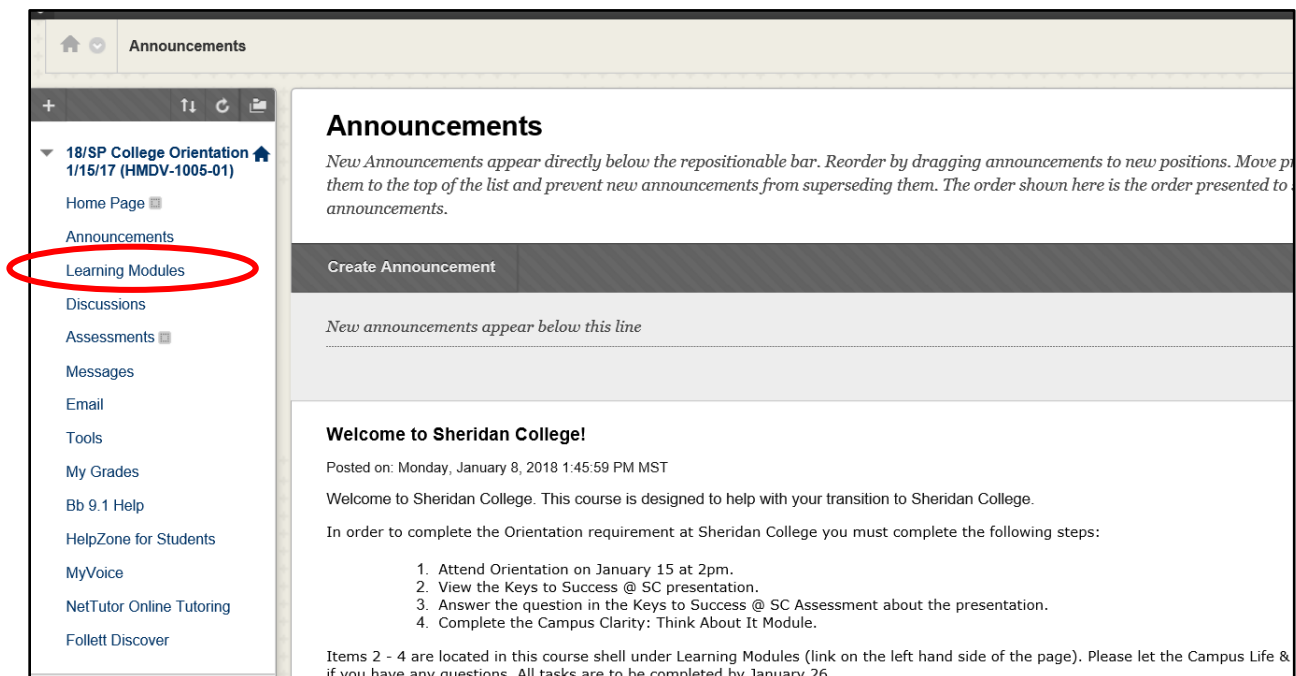 Announcements
18/SP College Orientation
1/15/17 (HMDV-1005-01)
Home Page
Announcements
Learning Modules
Discussions
Assessments
Messages
Email
Tools
My Grades
Bb 9.1 Help
HelpZone for Students
MyVoice
NetTutor Online Tutoring
Follett Discover
Announcements
New Announcements appear directly below the repositionable bar. Reorder by dragging announcements to new positions. Move
them to the top of the list and prevent new announcements from superseding them. The order shown here is the order presented to
announcements.
Create Announcement
New announcements appear below this line
Welcome to Sheridan College!
Posted on: Monday, January 8, 2018 1:45:59 PM MST
Welcome to Sheridan College. This course is designed to help with your transition to Sheridan College.
In order to complete the Orientation requirement at Sheridan College you must complete the following steps:
1. Attend Orientation on January 15 at 2pm.
2. View the Keys to Success @ SC presentation.
3. Answer the question in the Keys to Success @ SC Assessment about the presentation.
4. Complete the Campus Clarity: Think About It Module.
Items 2 - 4 are located in this course shell under Learning Modules (link on the left hand side of the page). Please let the Campus Life &
if you have any questions. All tasks are to be completed by January 26.